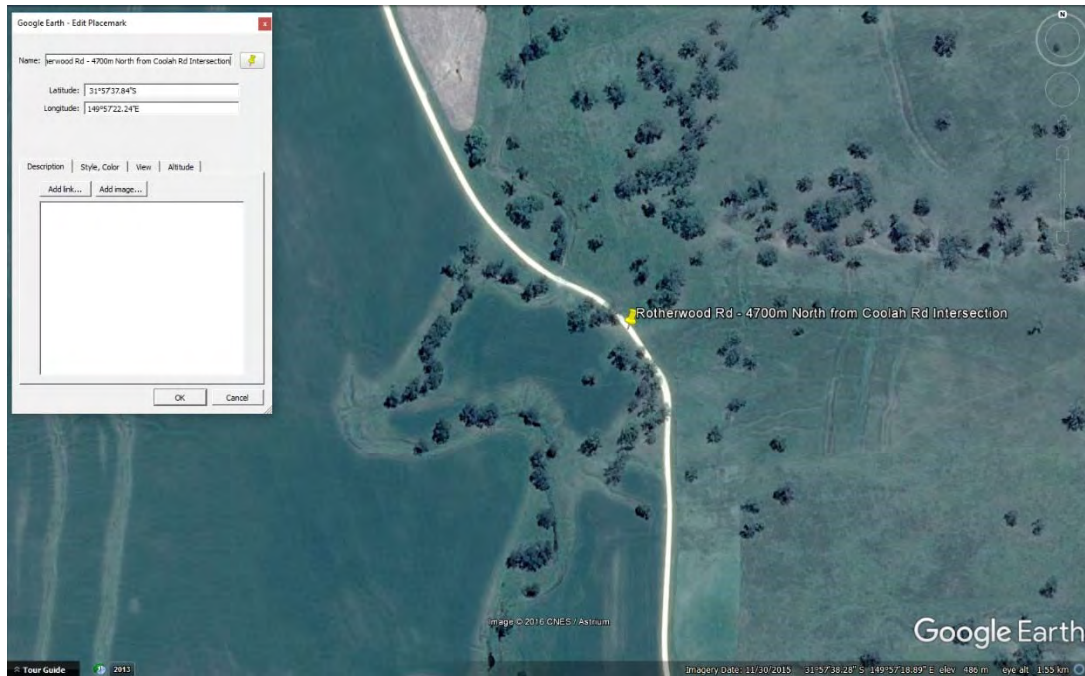 Google Earth - Edit Placemark
x
Name: herwood Rd - 4700m North from Coolah Rd Intersection
Latitude: 31°57'37.84"S
Longitude: 149°57'22.24"E
Description Style, Color View Altitude
Add link... Add image...
OK Cancel
N
Rotherwood Rd - 4700m North from Coolah Rd Intersection
Image © 2016 CNES / Astrium
Google Earth
Tour Guide 2013 Imagery Date: 11/30/2015 31°57'38.28" S 149°57'18.89" E elev 486 m eye alt 1.55 km